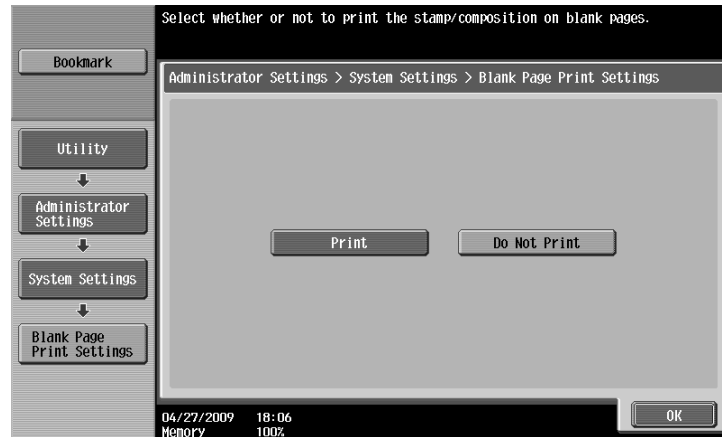 Select whether or not to print the stamp/composition on blank pages.
Bookmark
Administrator Settings > System Settings > Blank Page Print Settings
Utility
Administrator
Settings
System Settings
Blank Page
Print Settings
Print
Do Not Print
04/27/2009 18:06
Memory 100%
OK